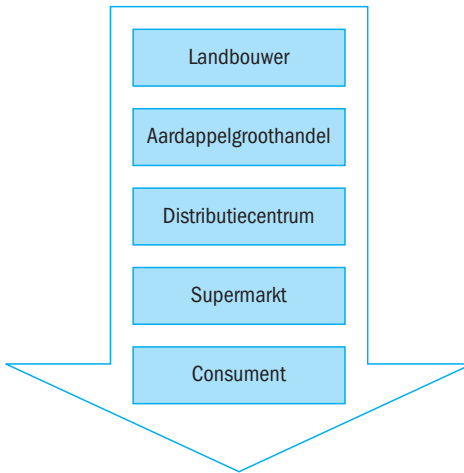 Landbouwer
Aardappelgroothandel
Distributiecentrum
Supermarkt
Consument